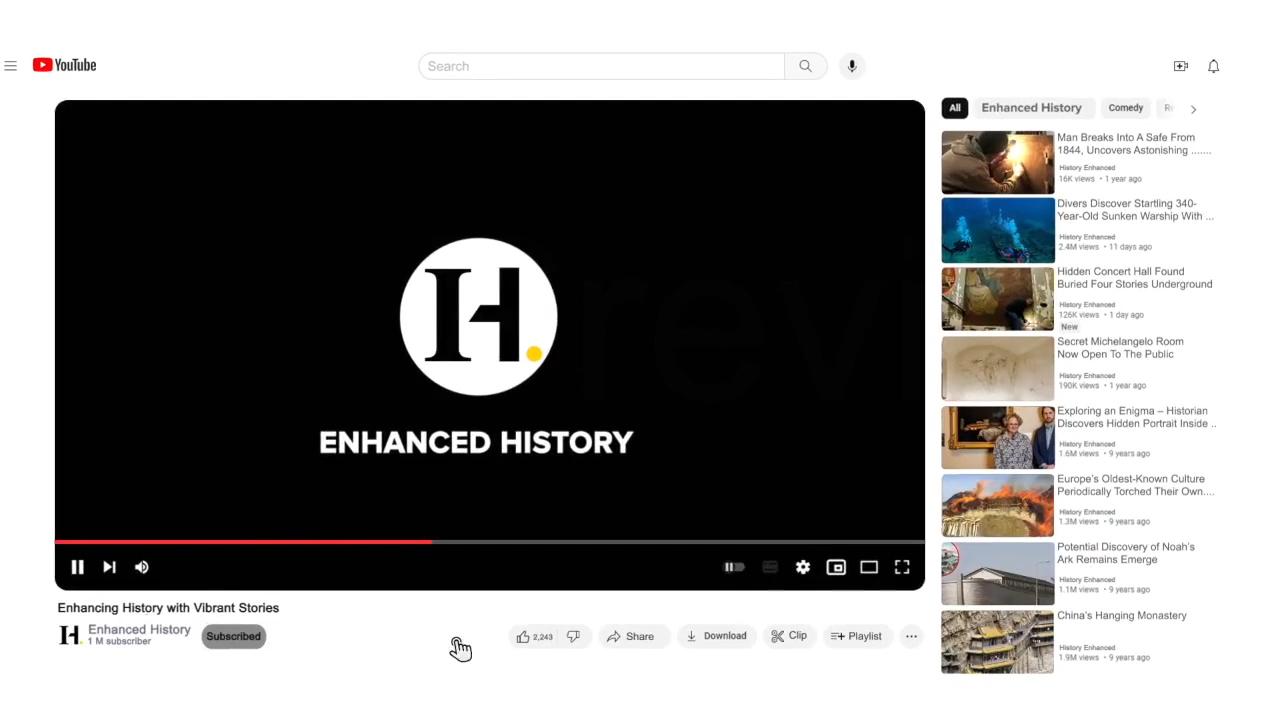 YouTube
Search
H.
ENHANCED HISTORY
Enhancing History with Vibrant Stories
H.
Enhanced History
1 M subscriber
Subscribed
2,243
Share
Download
Clip
Playlist
All
Enhanced History
Comedy
Man Breaks Into A Safe From
1844, Uncovers Astonishing .......
History Enhanced
16K views • 1 year ago
Divers Discover Startling 340-
Year-Old Sunken Warship With ...
History Enhanced
2.4M views • 11 days ago
Hidden Concert Hall Found
Buried Four Stories Underground
History Enhanced
126K views • 1 day ago
New
Secret Michelangelo Room
Now Open To The Public
History Enhanced
190K views • 1 year ago
Exploring an Enigma – Historian
Discovers Hidden Portrait Inside ..
History Enhanced
1.6M views • 9 years ago
Europe's Oldest-Known Culture
Periodically Torched Their Own....
History Enhanced
1.3M views • 9 years ago
Potential Discovery of Noah's
Ark Remains Emerge
History Enhanced
1.1M views • 9 years ago
China's Hanging Monastery
History Enhanced
1.9M views • 9 years ago